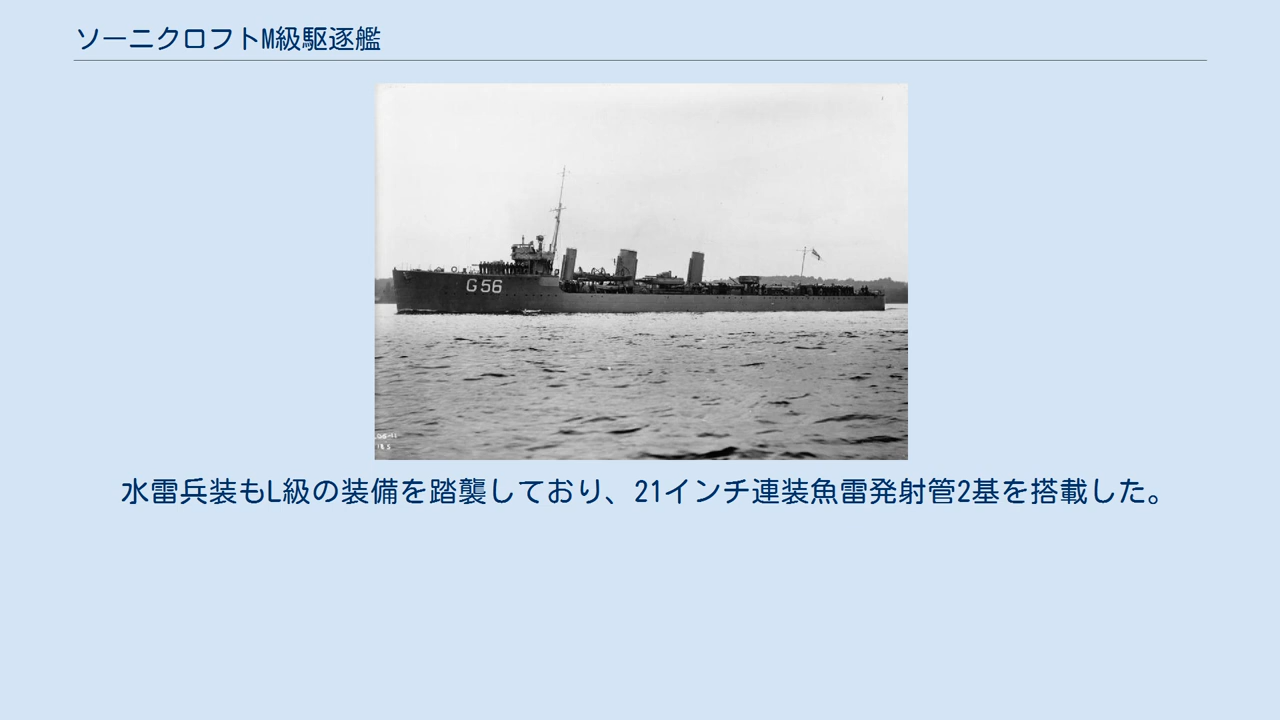 ソーニクロフトM級駆逐艦
G56
水雷兵装もL級の装備を踏襲しており、21インチ連装魚雷発射管2基を搭載した。